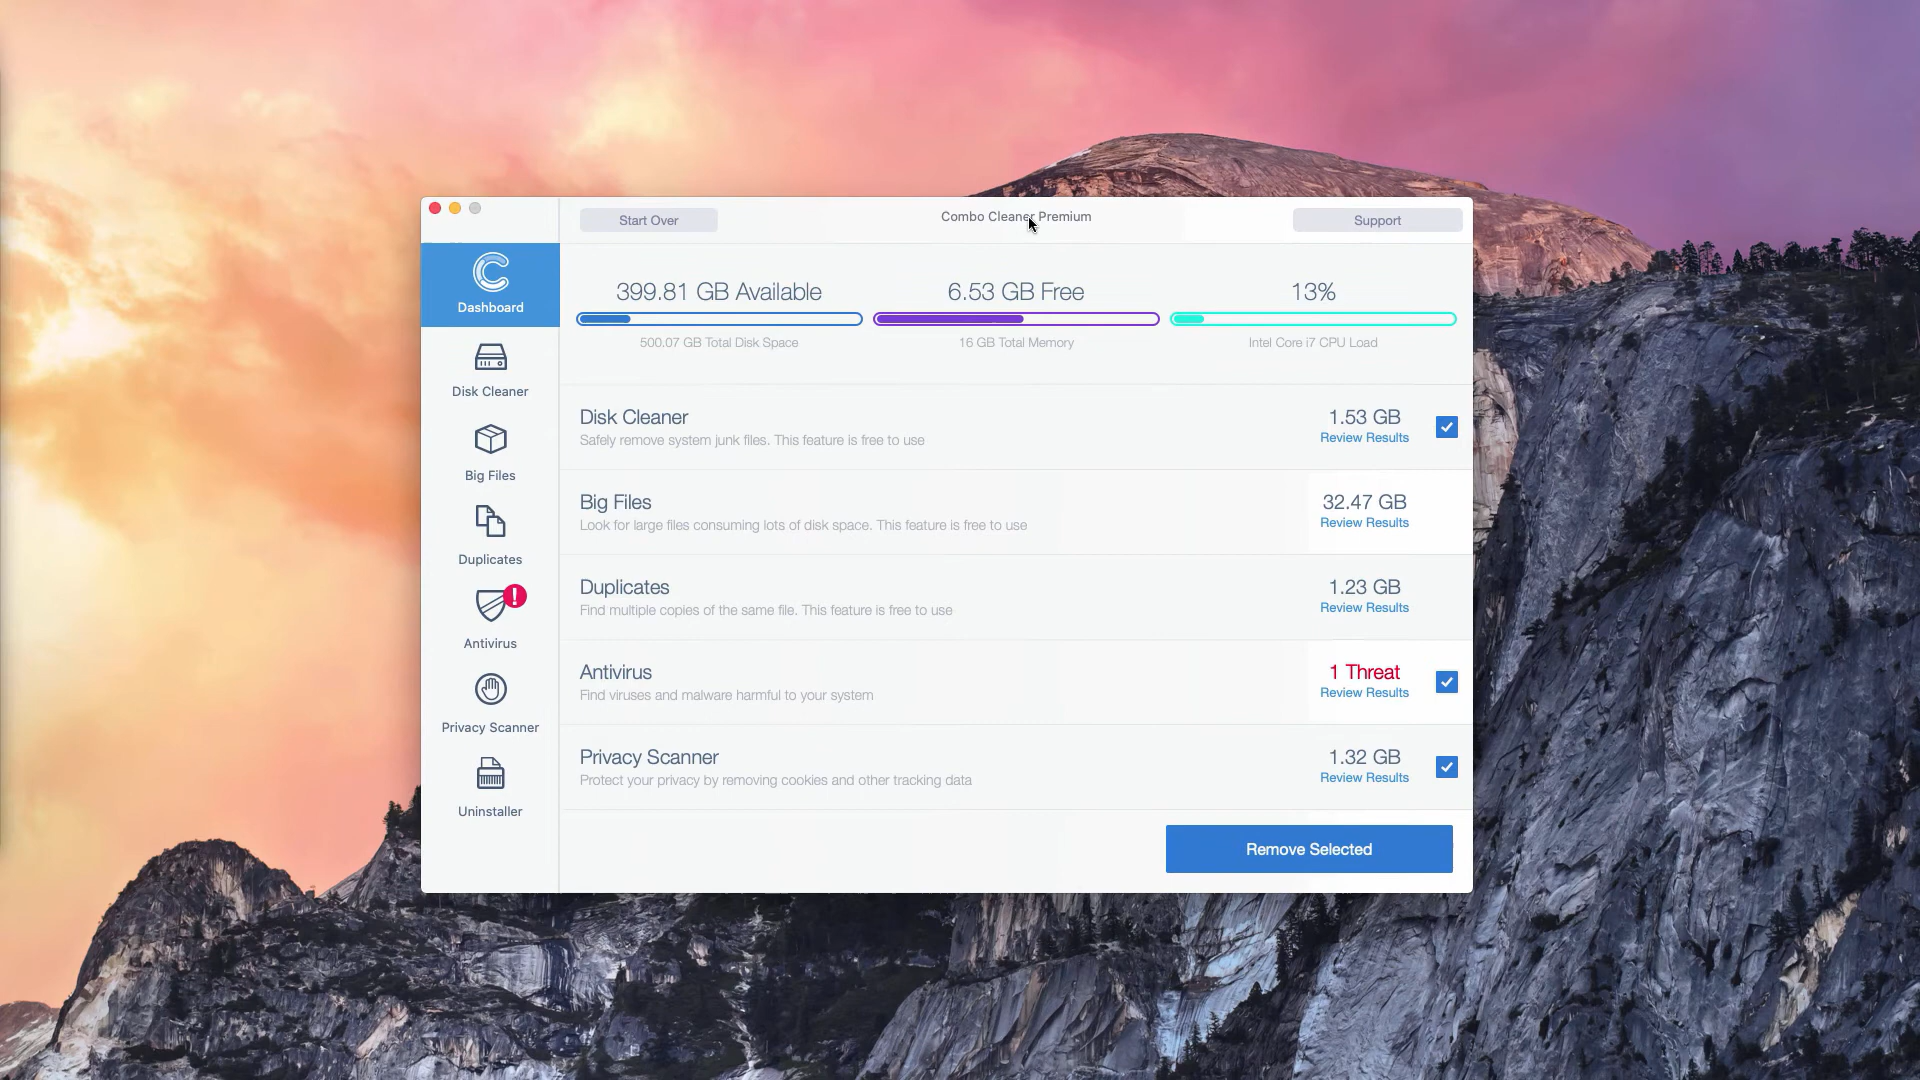 Start Over
Combo Cleaner Premium
Support
Dashboard
Disk Cleaner
Big Files
Duplicates
Antivirus
Privacy Scanner
Uninstaller
399.81 GB Available
500.07 GB Total Disk Space
6.53 GB Free
16 GB Total Memory
13%
Intel Core i7 CPU Load
Disk Cleaner
Safely remove system junk files. This feature is free to use
1.53 GB
Review Results
Big Files
Look for large files consuming lots of disk space. This feature is free to use
32.47 GB
Review Results
Duplicates
Find multiple copies of the same file. This feature is free to use
1.23 GB
Review Results
Antivirus
Find viruses and malware harmful to your system
1 Threat
Review Results
Privacy Scanner
Protect your privacy by removing cookies and other tracking data
1.32 GB
Review Results
Remove Selected